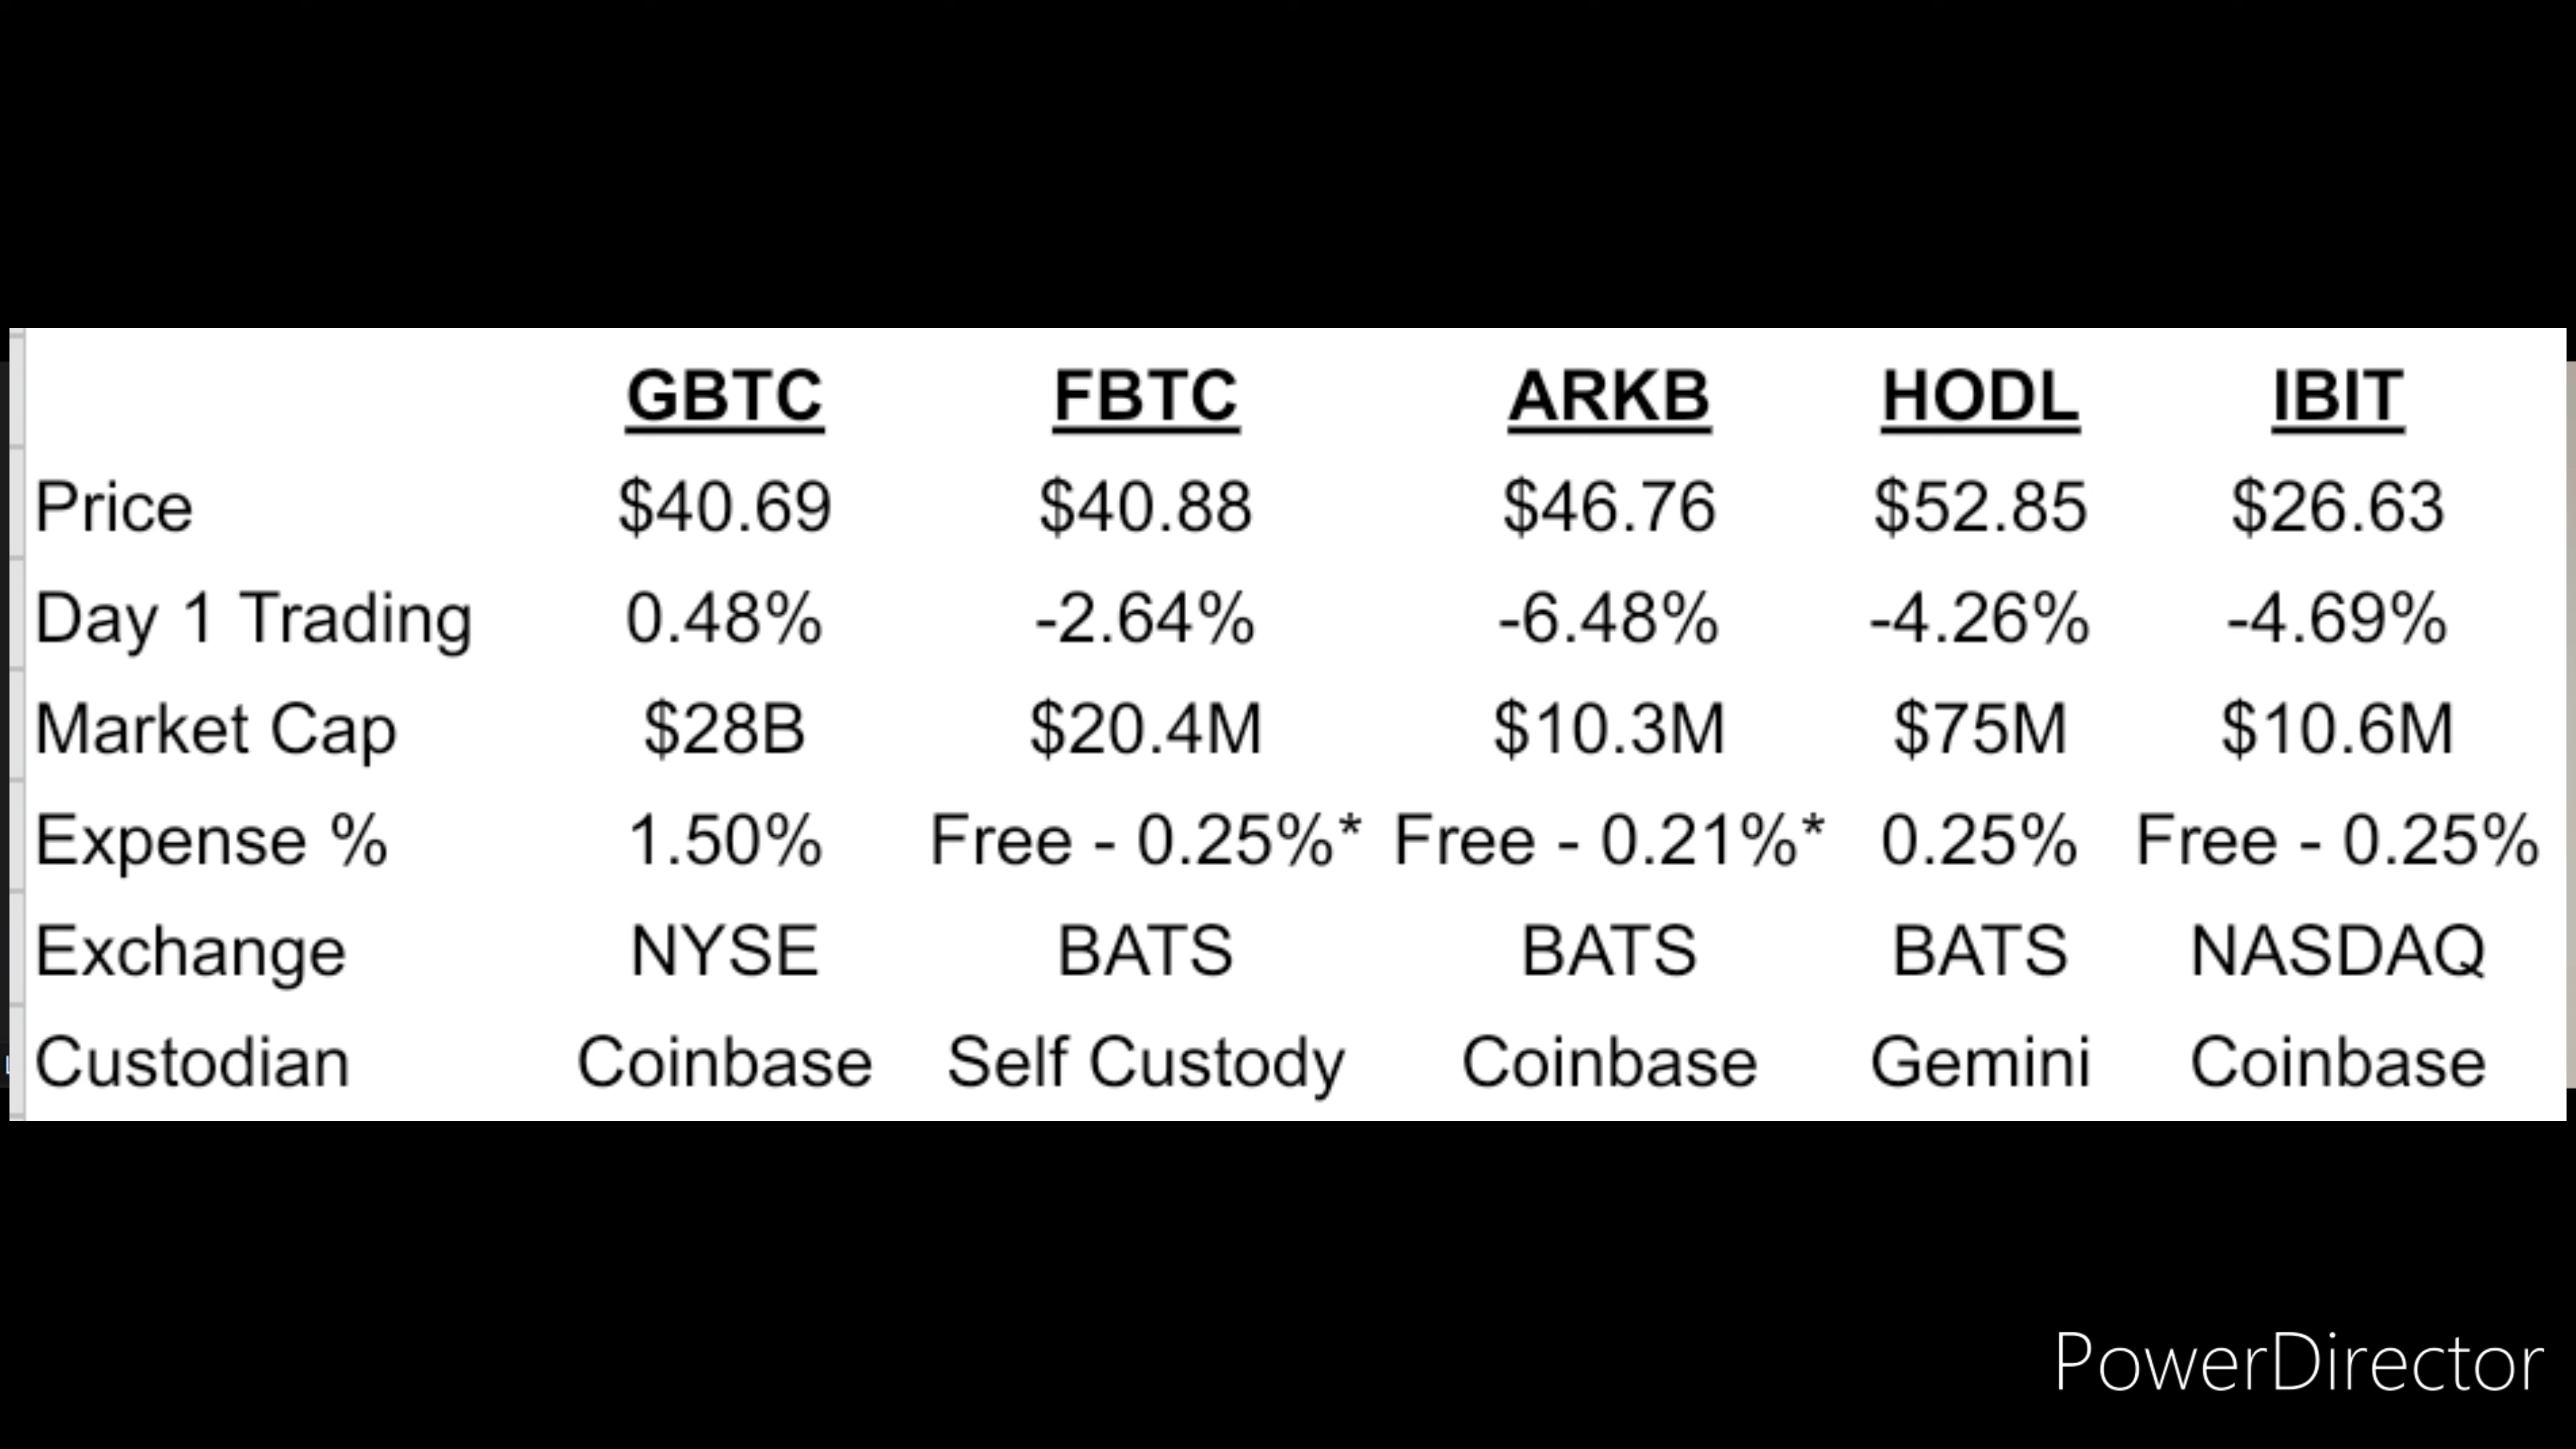 GBTC FBTC ARKB HODL IBIT
Price $40.69 $40.88 $46.76 $52.85 $26.63
Day 1 Trading 0.48% -2.64% -6.48% -4.26% -4.69%
Market Cap $28B $20.4M $10.3M $75M $10.6M
Expense % 1.50% Free - 0.25%* Free - 0.21%* 0.25% Free - 0.25%
Exchange NYSE BATS BATS BATS NASDAQ
Custodian Coinbase Self Custody Coinbase Gemini Coinbase
PowerDirector